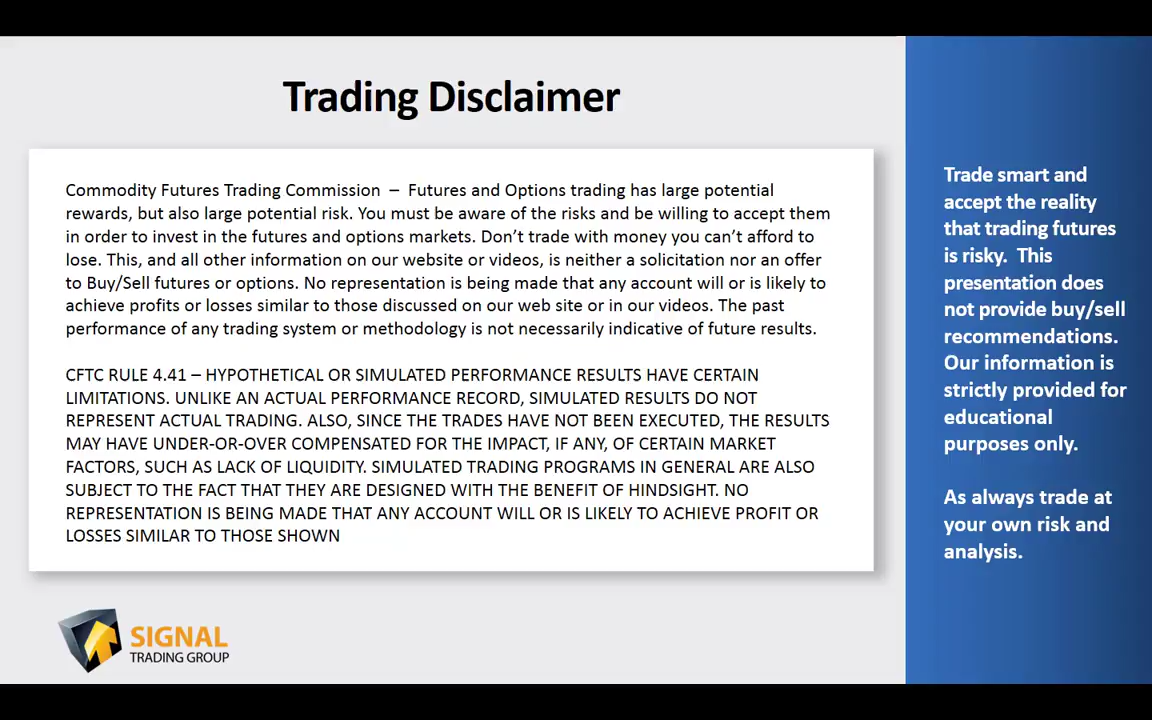 Trading Disclaimer
Commodity Futures Trading Commission – Futures and Options trading has large potential
rewards, but also large potential risk. You must be aware of the risks and be willing to accept them
in order to invest in the futures and options markets. Don’t trade with money you can’t afford to
lose. This, and all other information on our website or videos, is neither a solicitation nor an offer
to Buy/Sell futures or options. No representation is being made that any account will or is likely to
achieve profits or losses similar to those discussed on our web site or in our videos. The past
performance of any trading system or methodology is not necessarily indicative of future results.
CFTC RULE 4.41 – HYPOTHETICAL OR SIMULATED PERFORMANCE RESULTS HAVE CERTAIN
LIMITATIONS. UNLIKE AN ACTUAL PERFORMANCE RECORD, SIMULATED RESULTS DO NOT
REPRESENT ACTUAL TRADING. ALSO, SINCE THE TRADES HAVE NOT BEEN EXECUTED, THE RESULTS
MAY HAVE UNDER-OR-OVER COMPENSATED FOR THE IMPACT, IF ANY, OF CERTAIN MARKET
FACTORS, SUCH AS LACK OF LIQUIDITY. SIMULATED TRADING PROGRAMS IN GENERAL ARE ALSO
SUBJECT TO THE FACT THAT THEY ARE DESIGNED WITH THE BENEFIT OF HINDSIGHT. NO
REPRESENTATION IS BEING MADE THAT ANY ACCOUNT WILL OR IS LIKELY TO ACHIEVE PROFIT OR
LOSSES SIMILAR TO THOSE SHOWN
SIGNAL
TRADING GROUP
Trade smart and
accept the reality
that trading futures
is risky. This
presentation does
not provide buy/sell
recommendations.
Our information is
strictly provided for
educational
purposes only.
As always trade at
your own risk and
analysis.